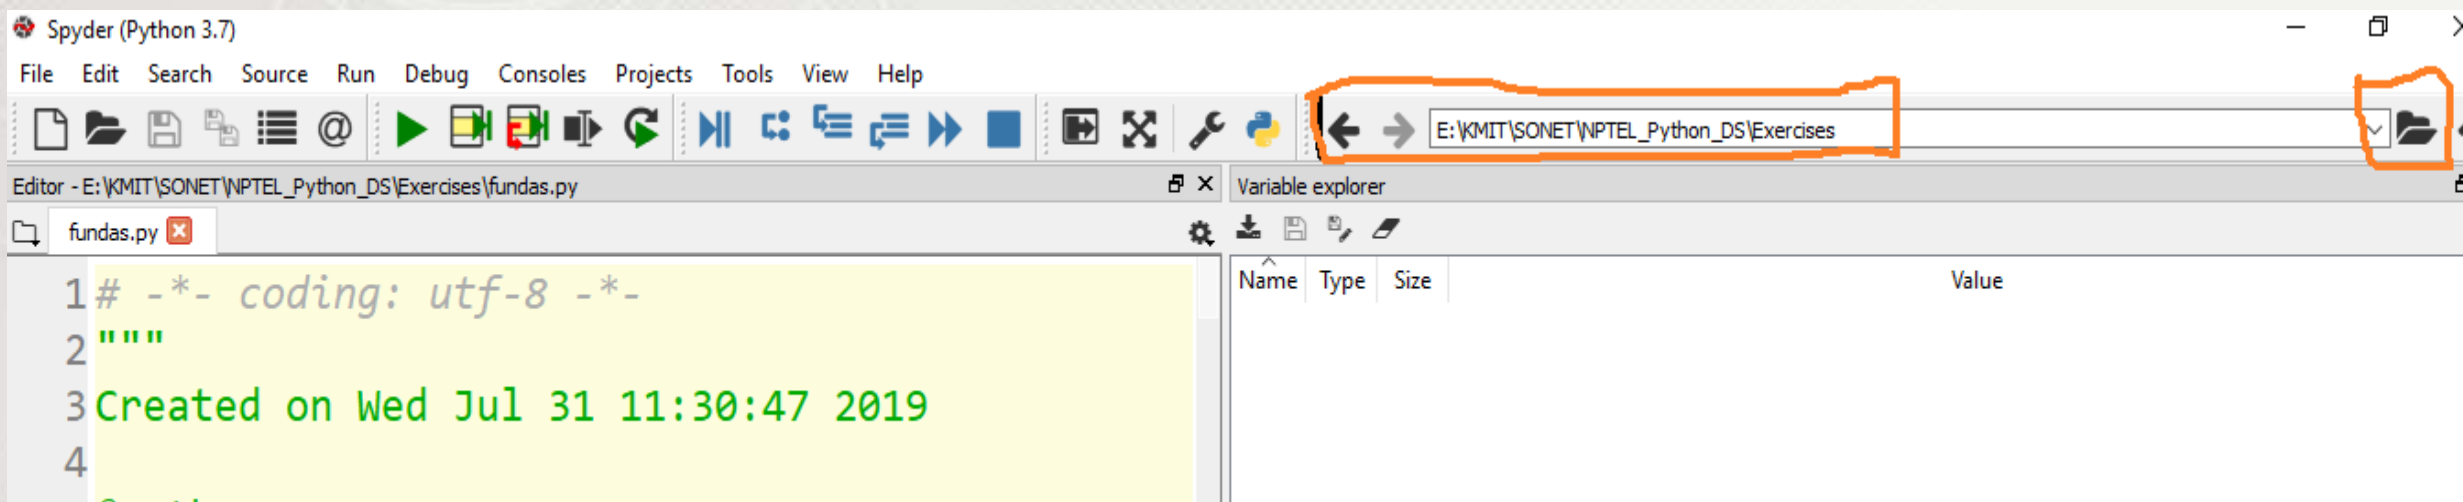 Spyder (Python 3.7)
File Edit Search Source Run Debug Consoles Projects Tools View Help
E:\KMIT\SONET\NPTEL_Python_DS\Exercises
Editor - E:\KMIT\SONET\NPTEL_Python_DS\Exercises\fundas.py
Variable explorer
fundas.py
Name Type Size Value
1 # -*- coding: utf-8 -*-
2 """
3 Created on Wed Jul 31 11:30:47 2019
4